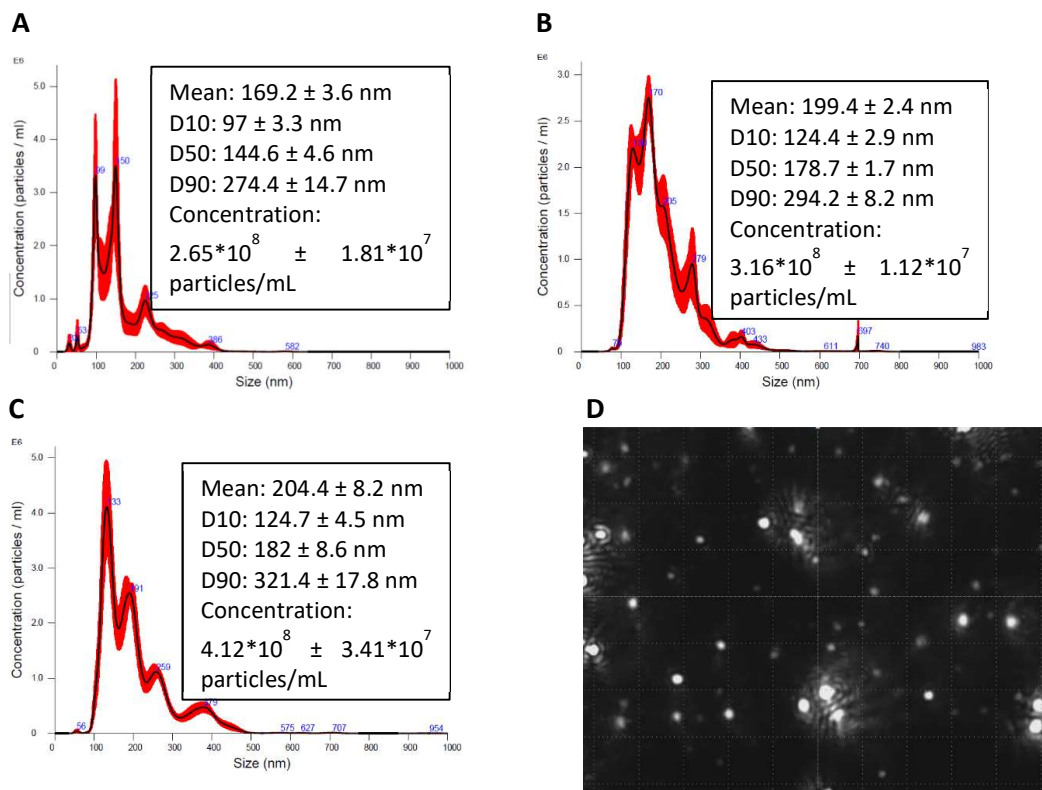 A
E6
5.0
4.0
3.0
2.0
1.0
0
Concentration (particles / ml)
99
225
386
582
0 100 200 300 400 500 600 700 800 900 1000
Size (nm)
Mean: 169.2 ± 3.6 nm
D10: 97 ± 3.3 nm
D50: 144.6 ± 4.6 nm
D90: 274.4 ± 14.7 nm
Concentration:
2.65*10^8 ± 1.81*10^7
particles/mL
B
E6
3.0
2.5
2.0
1.5
1.0
0.5
0
Concentration (particles / ml)
170
205
279
403
433
611
697
740
983
0 100 200 300 400 500 600 700 800 900 1000
Size (nm)
Mean: 199.4 ± 2.4 nm
D10: 124.4 ± 2.9 nm
D50: 178.7 ± 1.7 nm
D90: 294.2 ± 8.2 nm
Concentration:
3.16*10^8 ± 1.12*10^7
particles/mL
C
E6
5.0
4.0
3.0
2.0
1.0
0
Concentration (particles / ml)
56
133
191
259
379
575
627
707
954
0 100 200 300 400 500 600 700 800 900 1000
Size (nm)
Mean: 204.4 ± 8.2 nm
D10: 124.7 ± 4.5 nm
D50: 182 ± 8.6 nm
D90: 321.4 ± 17.8 nm
Concentration:
4.12*10^8 ± 3.41*10^7
particles/mL
D